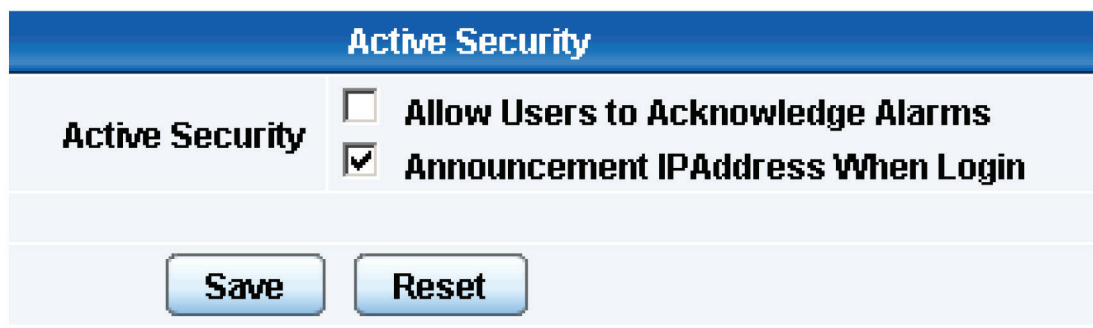 Active Security
Active Security
Allow Users to Acknowledge Alarms
Announcement IPAddress When Login
Save Reset